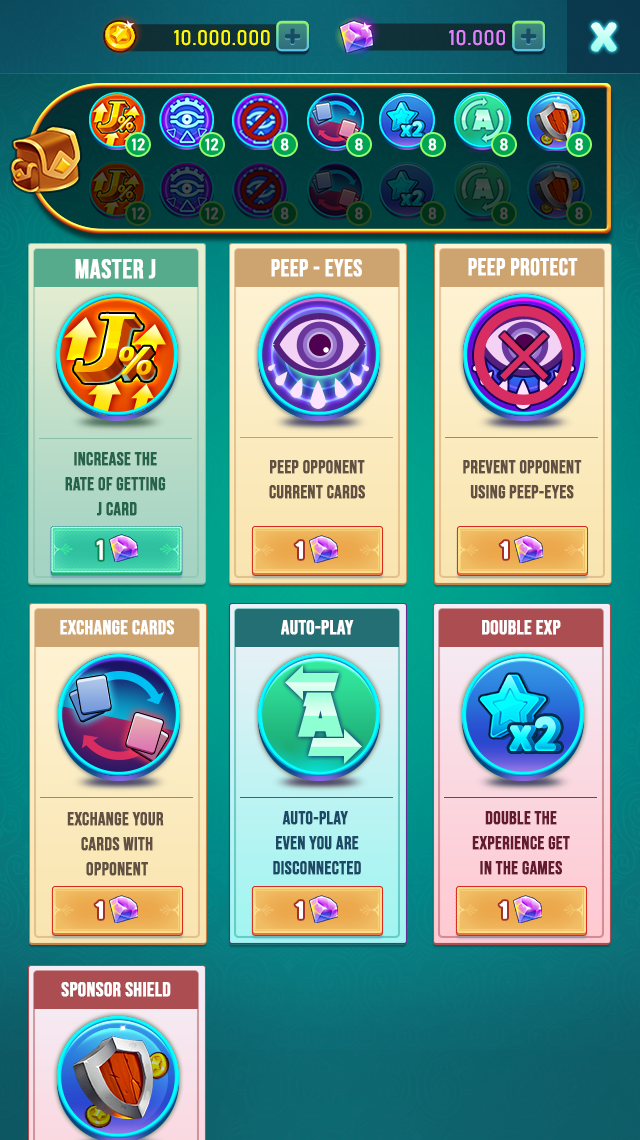 10.000.000
10.000
J%
x2
A
12
12
8
8
8
8
8
12
12
8
8
8
8
8
MASTER J
PEEP - EYES
PEEP PROTECT
J%
INCREASE THE
RATE OF GETTING
J CARD
PEEP OPPONENT
CURRENT CARDS
PREVENT OPPONENT
USING PEEP-EYES
1
1
1
EXCHANGE CARDS
AUTO-PLAY
DOUBLE EXP
A
x2
EXCHANGE YOUR
CARDS WITH
OPPONENT
AUTO-PLAY
EVEN YOU ARE
DISCONNECTED
DOUBLE THE
EXPERIENCE GET
IN THE GAMES
1
1
1
SPONSOR SHIELD